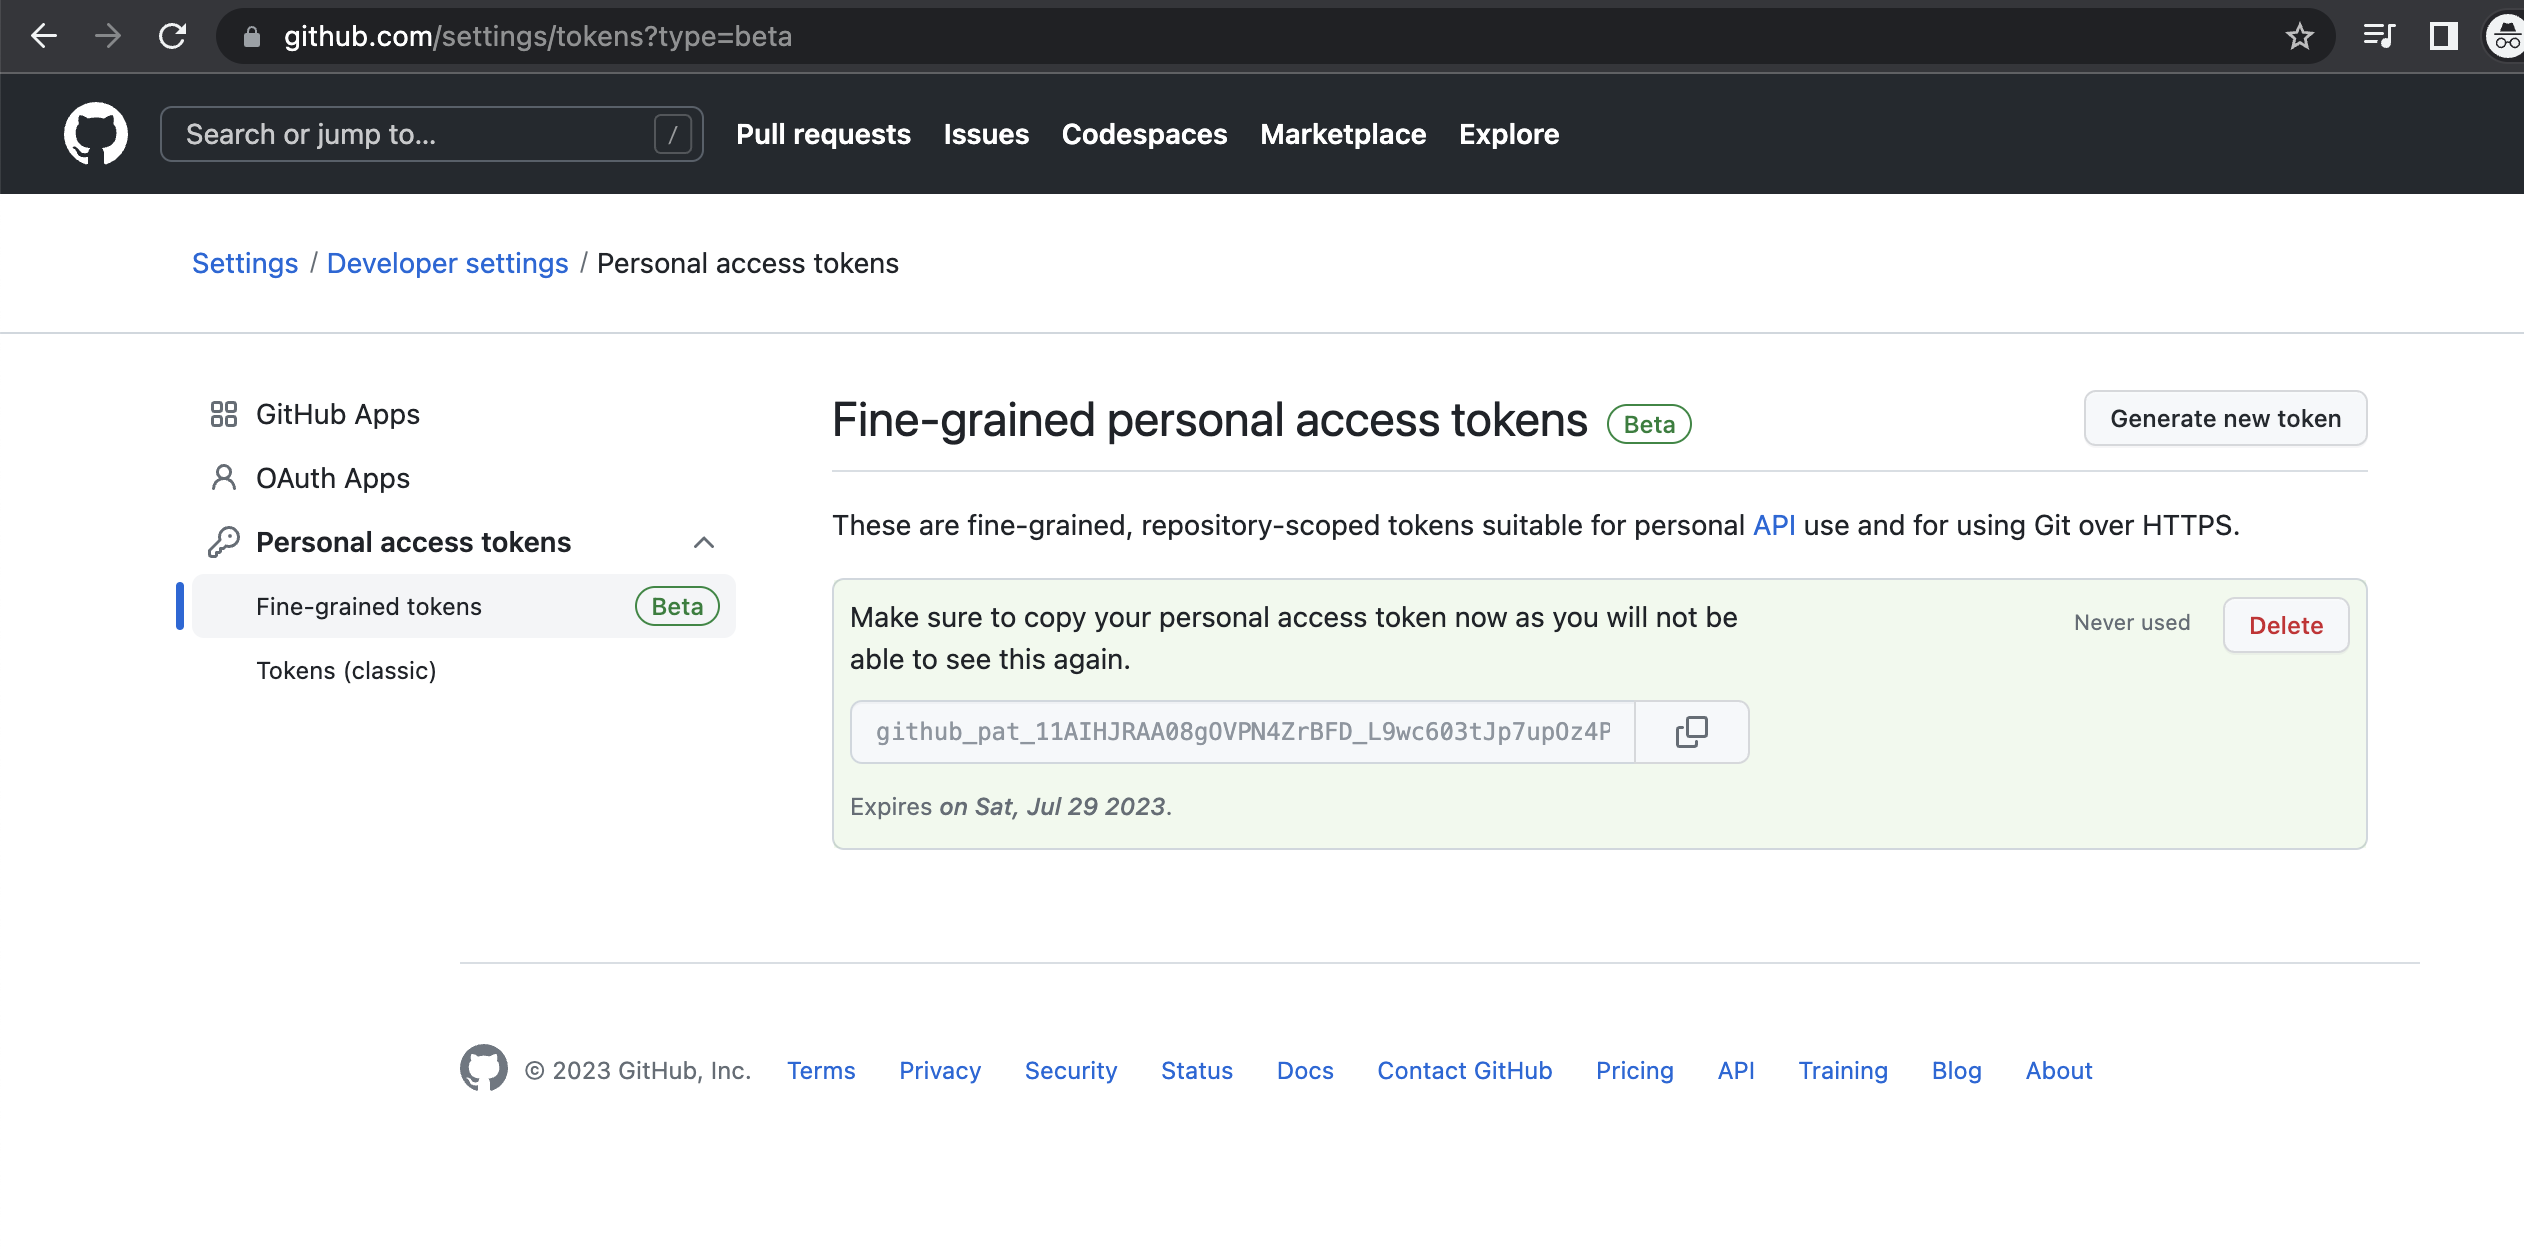 github.com/settings/tokens?type=beta
Search or jump to... /
Pull requests Issues Codespaces Marketplace Explore
Settings / Developer settings / Personal access tokens
GitHub Apps
OAuth Apps
Personal access tokens
Fine-grained tokens Beta
Tokens (classic)
Fine-grained personal access tokens Beta
Generate new token
These are fine-grained, repository-scoped tokens suitable for personal API use and for using Git over HTTPS.
Make sure to copy your personal access token now as you will not be
able to see this again.
Never used Delete
github_pat_11AIHJRAA08gOVPN4ZrBFD_L9wc603tJp7upOz4P
Expires on Sat, Jul 29 2023.
© 2023 GitHub, Inc. Terms Privacy Security Status Docs Contact GitHub Pricing API Training Blog About